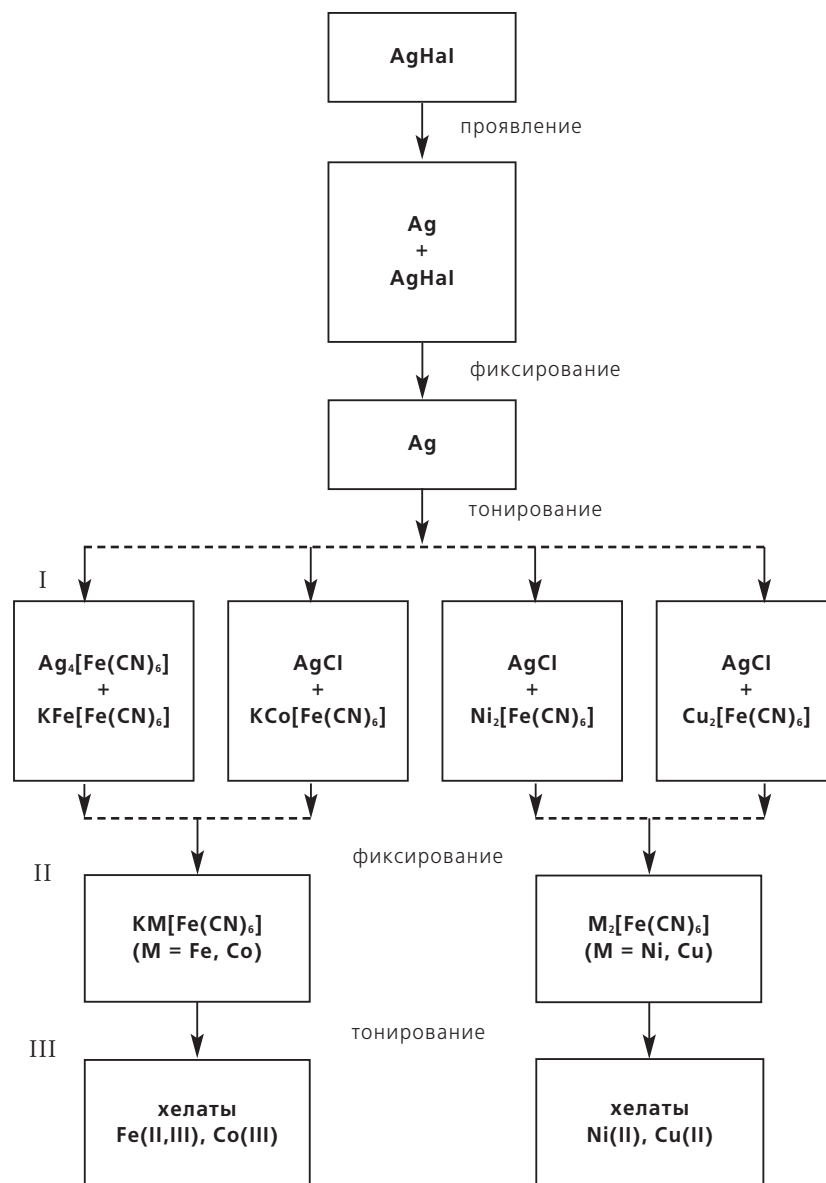 AgHal
проявление
Ag
+
AgHal
фиксирование
Ag
тонирование
I
Ag₄[Fe(CN)₆]
+
KFe[Fe(CN)₆]
AgCl
+
KCo[Fe(CN)₆]
AgCl
+
Ni₂[Fe(CN)₆]
AgCl
+
Cu₂[Fe(CN)₆]
фиксирование
II
KM[Fe(CN)₆]
(M = Fe, Co)
M₂[Fe(CN)₆]
(M = Ni, Cu)
тонирование
III
хелаты
Fe(II,III), Co(III)
хелаты
Ni(II), Cu(II)